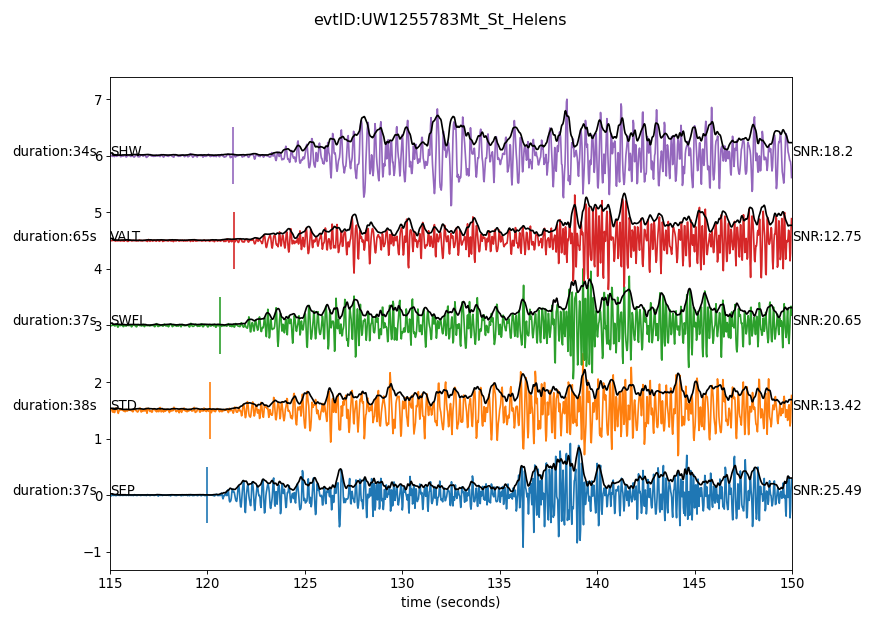 evtID:UW1255783Mt_St_Helens
7
duration:34s 6 SHW SNR:18.2
5
duration:65s VALT SNR:12.75
4
duration:37s 3 SWFL SNR:20.65
2
duration:38s STD SNR:13.42
1
duration:37s 0 SEP SNR:25.49
−1
115 120 125 130 135 140 145 150
time (seconds)